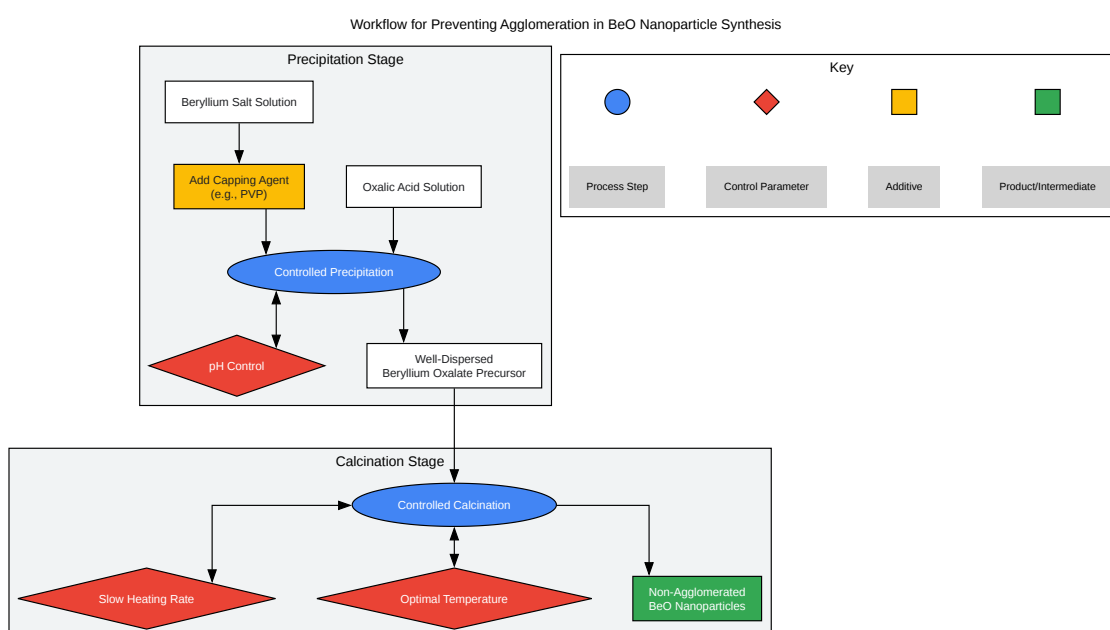 Workflow for Preventing Agglomeration in BeO Nanoparticle Synthesis
Precipitation Stage
Beryllium Salt Solution
Add Capping Agent
(e.g., PVP)
Oxalic Acid Solution
Controlled Precipitation
pH Control
Well-Dispersed
Beryllium Oxalate Precursor
Key
Process Step
Control Parameter
Additive
Product/Intermediate
Calcination Stage
Controlled Calcination
Slow Heating Rate
Optimal Temperature
Non-Agglomerated
BeO Nanoparticles